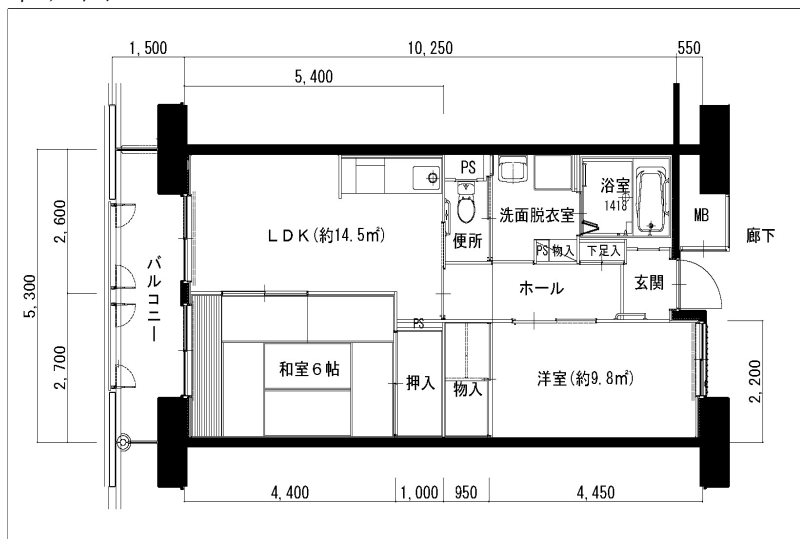 1,500
10,250
550
5,400
PS
浴室
1418
MB
洗面脱衣室
便所
LDK(約14.5㎡)
PS
物入
下足入
廊下
2,600
バルコニー
ホール
玄関
5,300
PS
和室6帖
押入
物入
洋室(約9.8㎡)
2,700
2,200
4,400
1,000
950
4,450